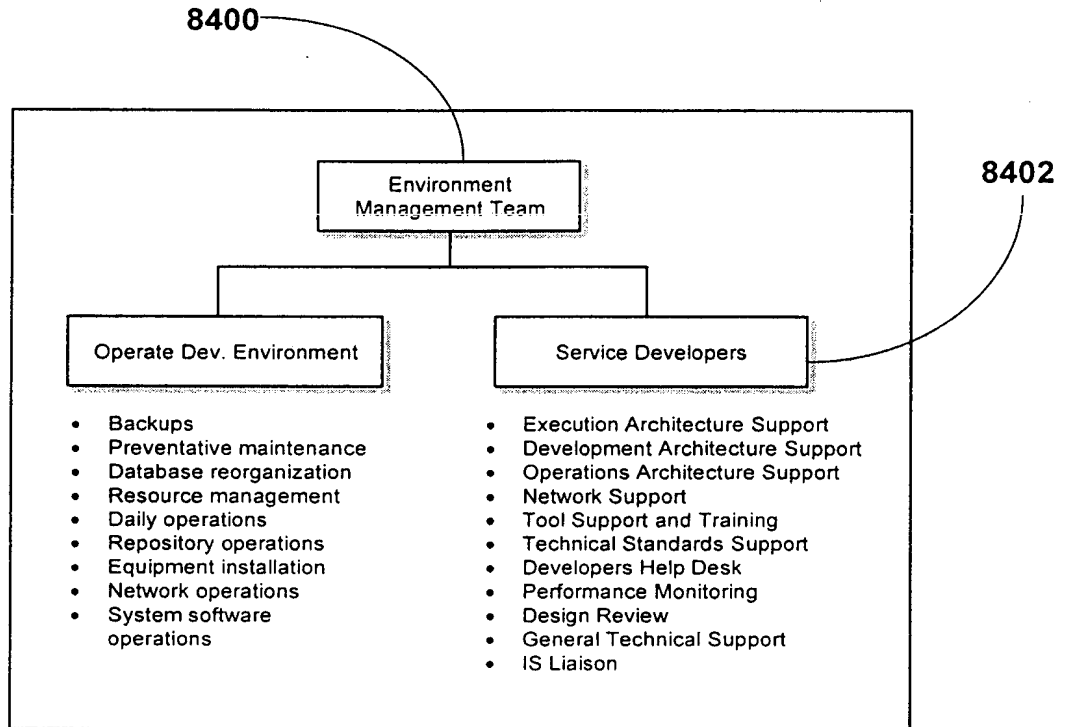 8400
8402
Environment
Management Team
Operate Dev. Environment
• Backups
• Preventative maintenance
• Database reorganization
• Resource management
• Daily operations
• Repository operations
• Equipment installation
• Network operations
• System software
operations
Service Developers
• Execution Architecture Support
• Development Architecture Support
• Operations Architecture Support
• Network Support
• Tool Support and Training
• Technical Standards Support
• Developers Help Desk
• Performance Monitoring
• Design Review
• General Technical Support
• IS Liaison